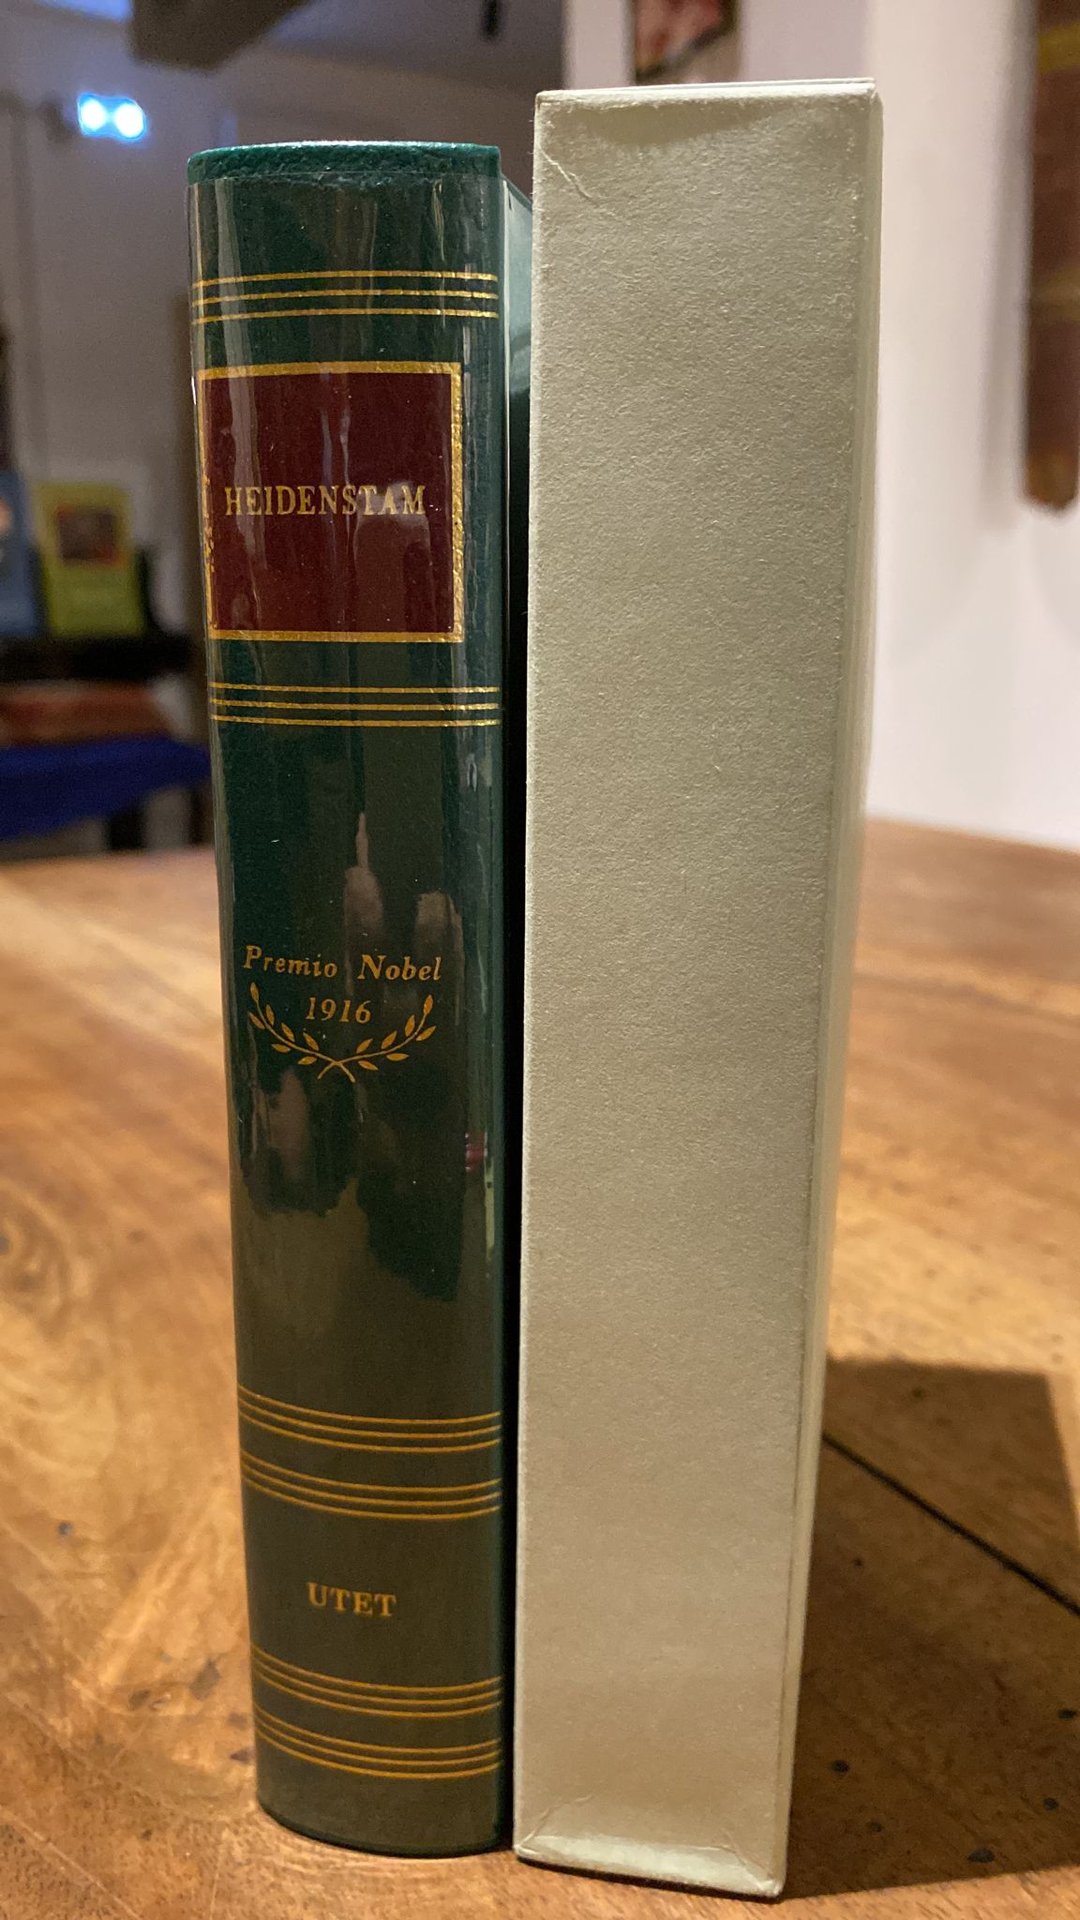 HEIDENSTAM
Premio Nobel
1916
UTET